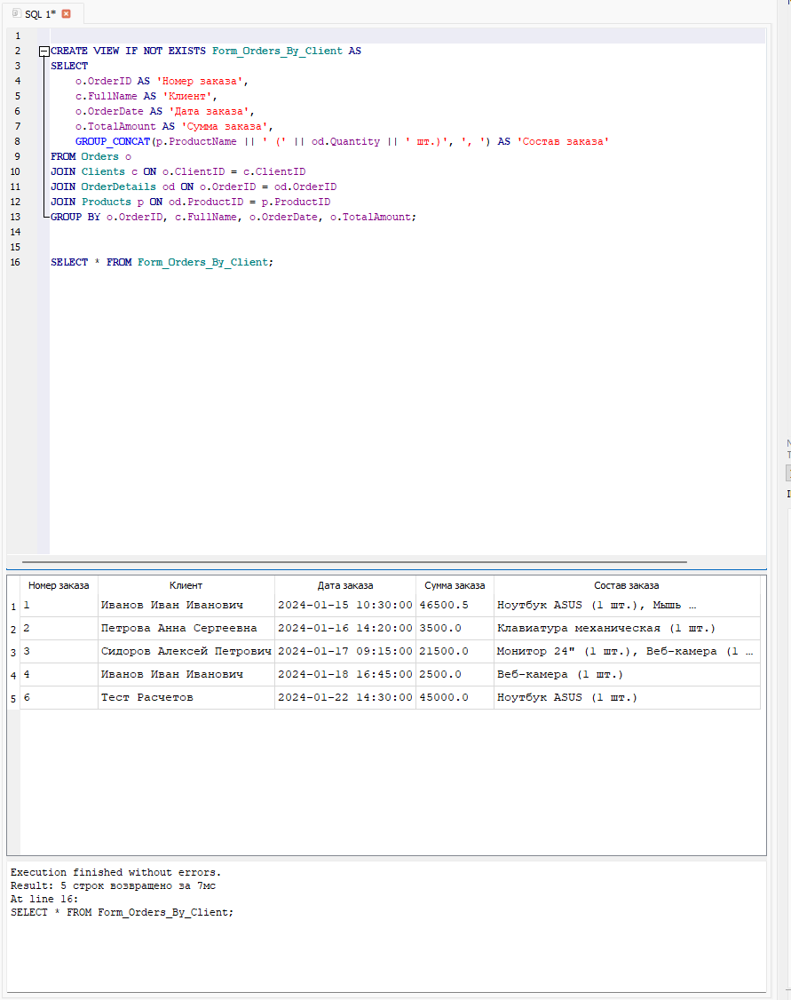 SQL 1*
1
2 CREATE VIEW IF NOT EXISTS Form_Orders_By_Client AS
3 SELECT
4 o.OrderID AS 'Номер заказа',
5 c.FullName AS 'Клиент',
6 o.OrderDate AS 'Дата заказа',
7 o.TotalAmount AS 'Сумма заказа',
8 GROUP_CONCAT(p.ProductName || ' (' || od.Quantity || ' шт.)', ', ') AS 'Состав заказа'
9 FROM Orders o
10 JOIN Clients c ON o.ClientID = c.ClientID
11 JOIN OrderDetails od ON o.OrderID = od.OrderID
12 JOIN Products p ON od.ProductID = p.ProductID
13 GROUP BY o.OrderID, c.FullName, o.OrderDate, o.TotalAmount;
14
15
16 SELECT * FROM Form_Orders_By_Client;
Номер заказа Клиент Дата заказа Сумма заказа Состав заказа
1 1 Иванов Иван Иванович 2024-01-15 10:30:00 46500.5 Ноутбук ASUS (1 шт.), Мышь …
2 2 Петрова Анна Сергеевна 2024-01-16 14:20:00 3500.0 Клавиатура механическая (1 шт.)
3 3 Сидоров Алексей Петрович 2024-01-17 09:15:00 21500.0 Монитор 24" (1 шт.), Веб-камера (1 …
4 4 Иванов Иван Иванович 2024-01-18 16:45:00 2500.0 Веб-камера (1 шт.)
5 6 Тест Расчетов 2024-01-22 14:30:00 45000.0 Ноутбук ASUS (1 шт.)
Execution finished without errors.
Result: 5 строк возвращено за 7мс
At line 16:
SELECT * FROM Form_Orders_By_Client;